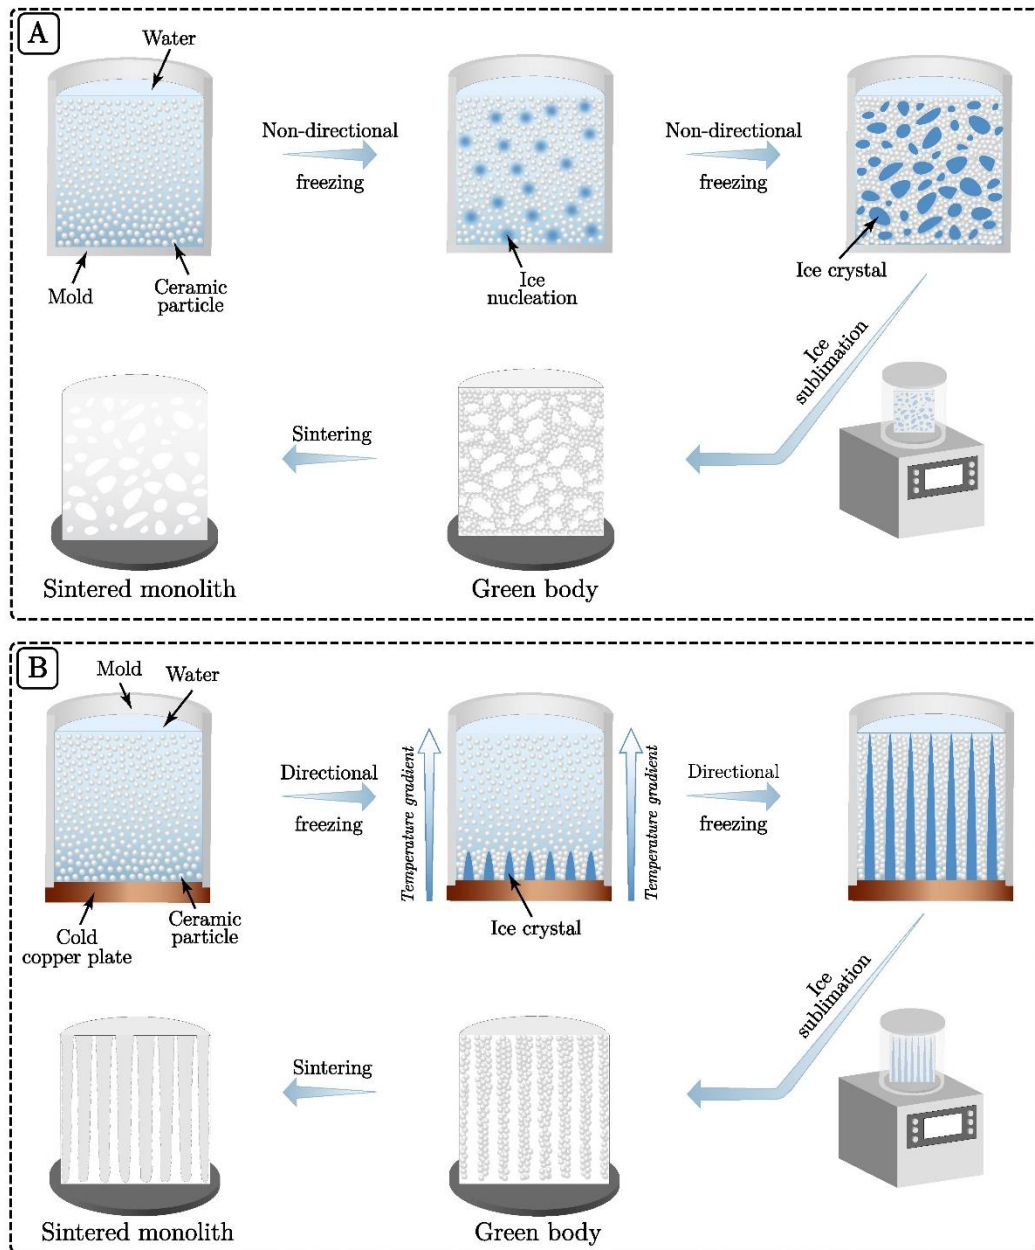 A
Water
Non-directional
freezing
Non-directional
freezing
Mold
Ceramic
particle
Ice
nucleation
Ice crystal
Ice
sublimation
Sintering
Sintered monolith
Green body
B
Mold
Water
Directional
freezing
Temperature gradient
Temperature gradient
Directional
freezing
Cold
copper plate
Ceramic
particle
Ice crystal
Ice
sublimation
Sintering
Sintered monolith
Green body